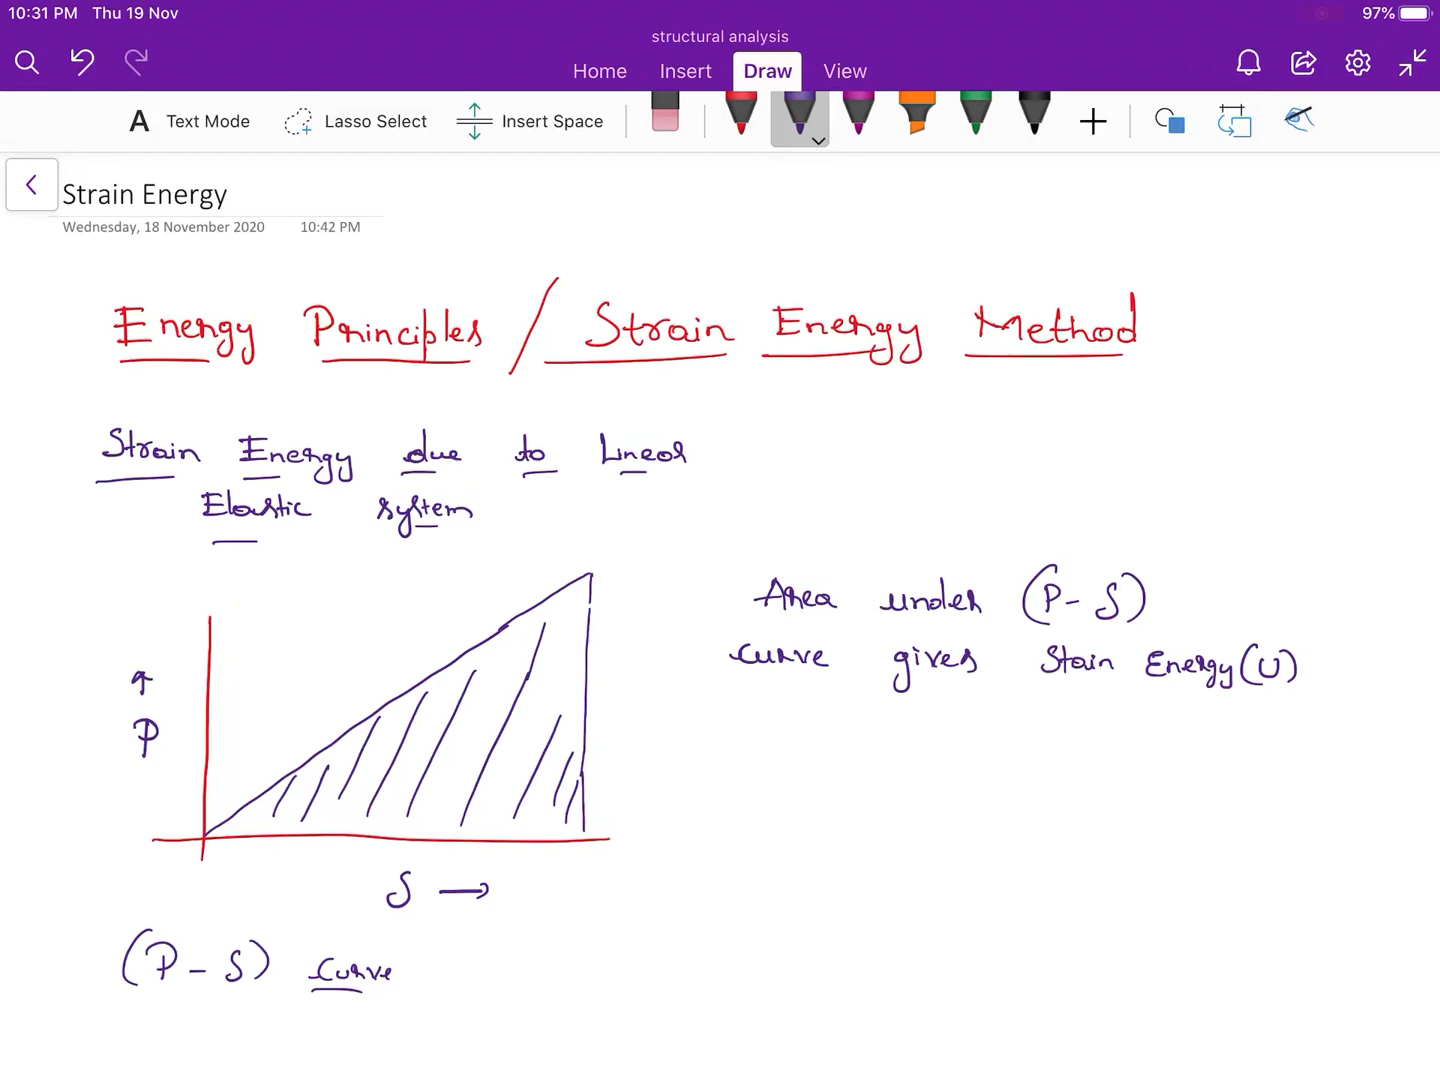 10:31 PM Thu 19 Nov 97%
structural analysis
Home Insert Draw View
A Text Mode Lasso Select Insert Space
Strain Energy
Wednesday, 18 November 2020 10:42 PM
Energy Principles / Strain Energy Method
Strain Energy due to Linear
Elastic system
Area under (P-δ)
curve gives Stain Energy (U)
↑
P
δ →
(P-δ) curve